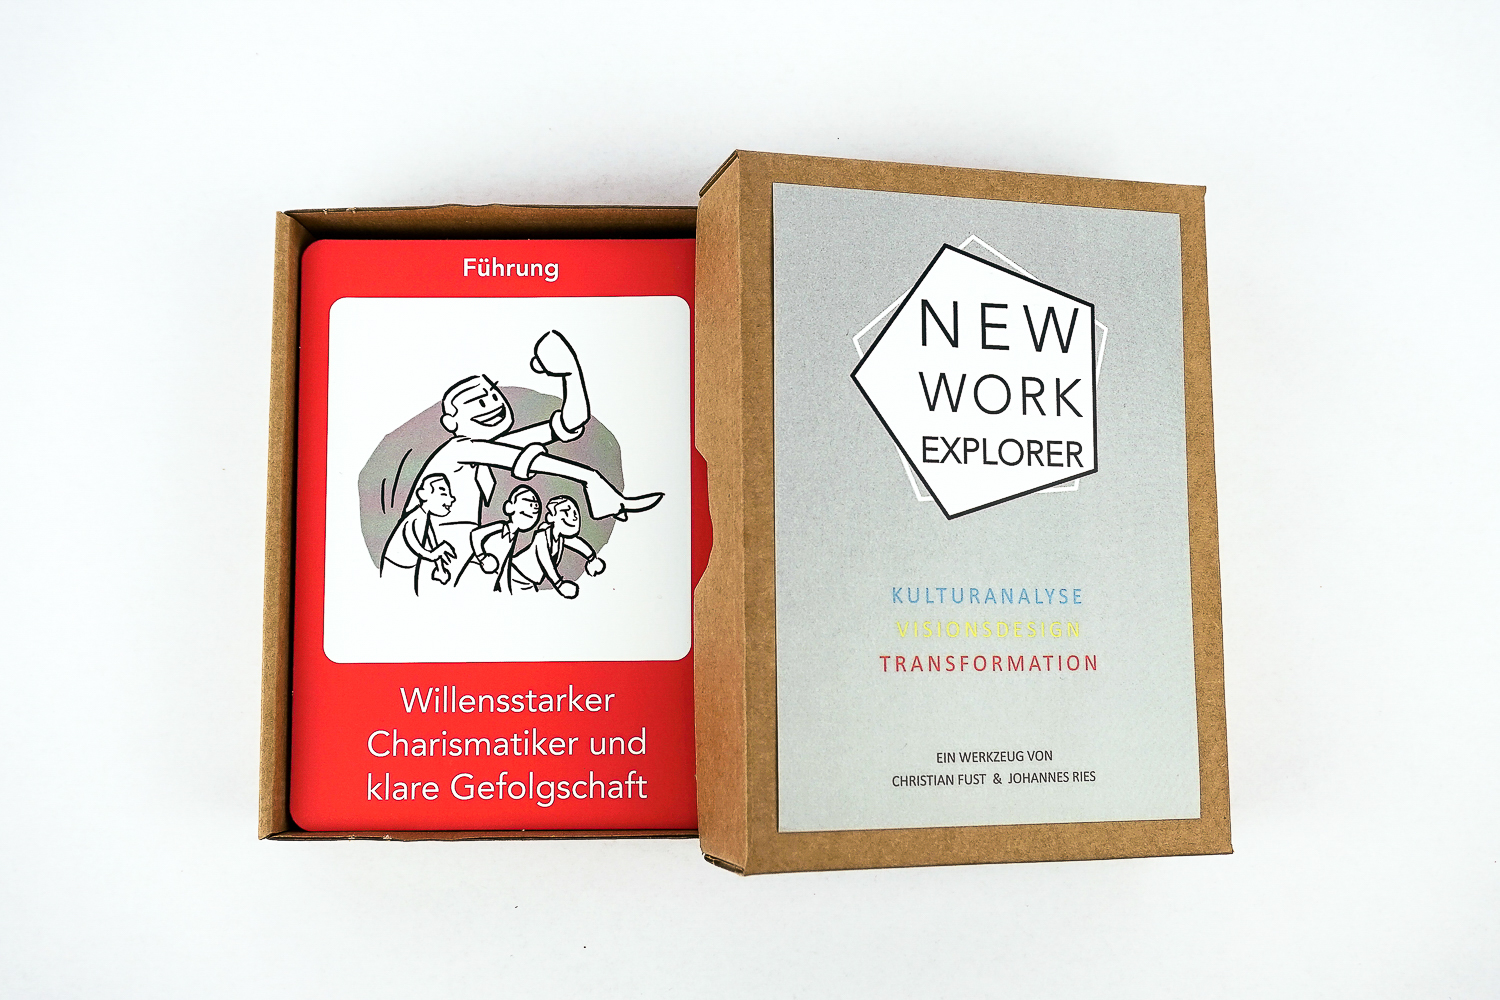 Führung
Willensstarker
Charismatiker und
klare Gefolgschaft
NEW
WORK
EXPLORER
KULTURANALYSE
VISIONSDESIGN
TRANSFORMATION
EIN WERKZEUG VON
CHRISTIAN FUST & JOHANNES RIES